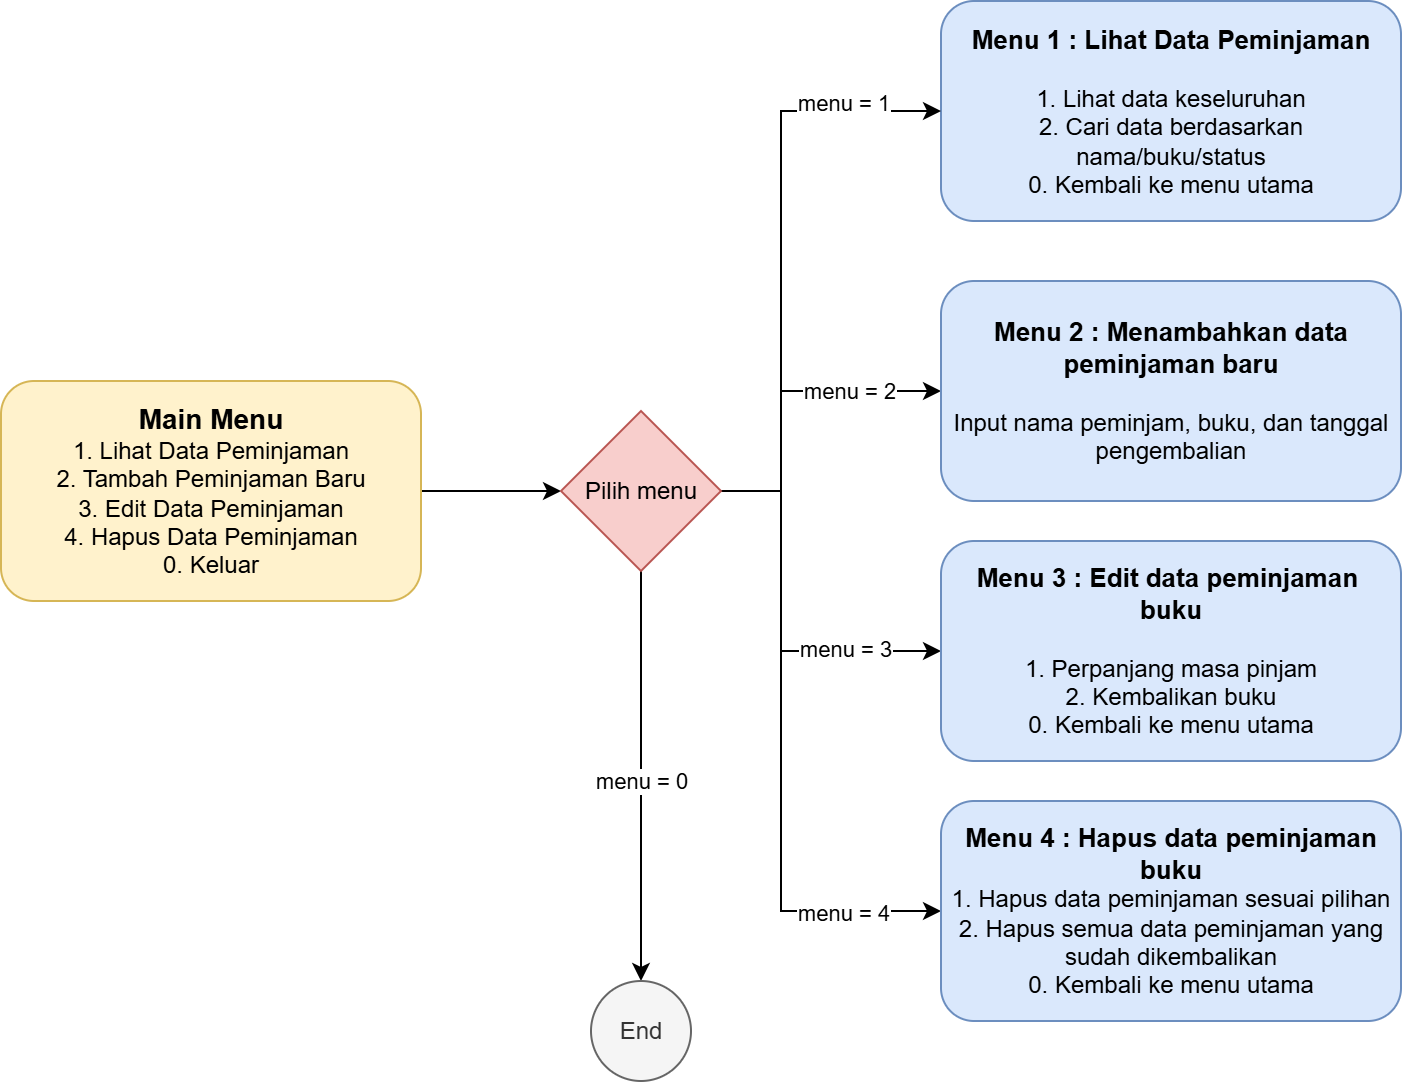 Main Menu
1. Lihat Data Peminjaman
2. Tambah Peminjaman Baru
3. Edit Data Peminjaman
4. Hapus Data Peminjaman
0. Keluar
Pilih menu
menu = 1
Menu 1 : Lihat Data Peminjaman
1. Lihat data keseluruhan
2. Cari data berdasarkan
nama/buku/status
0. Kembali ke menu utama
menu = 2
Menu 2 : Menambahkan data
peminjaman baru
Input nama peminjam, buku, dan tanggal
pengembalian
menu = 3
Menu 3 : Edit data peminjaman
buku
1. Perpanjang masa pinjam
2. Kembalikan buku
0. Kembali ke menu utama
menu = 4
Menu 4 : Hapus data peminjaman
buku
1. Hapus data peminjaman sesuai pilihan
2. Hapus semua data peminjaman yang
sudah dikembalikan
0. Kembali ke menu utama
menu = 0
End